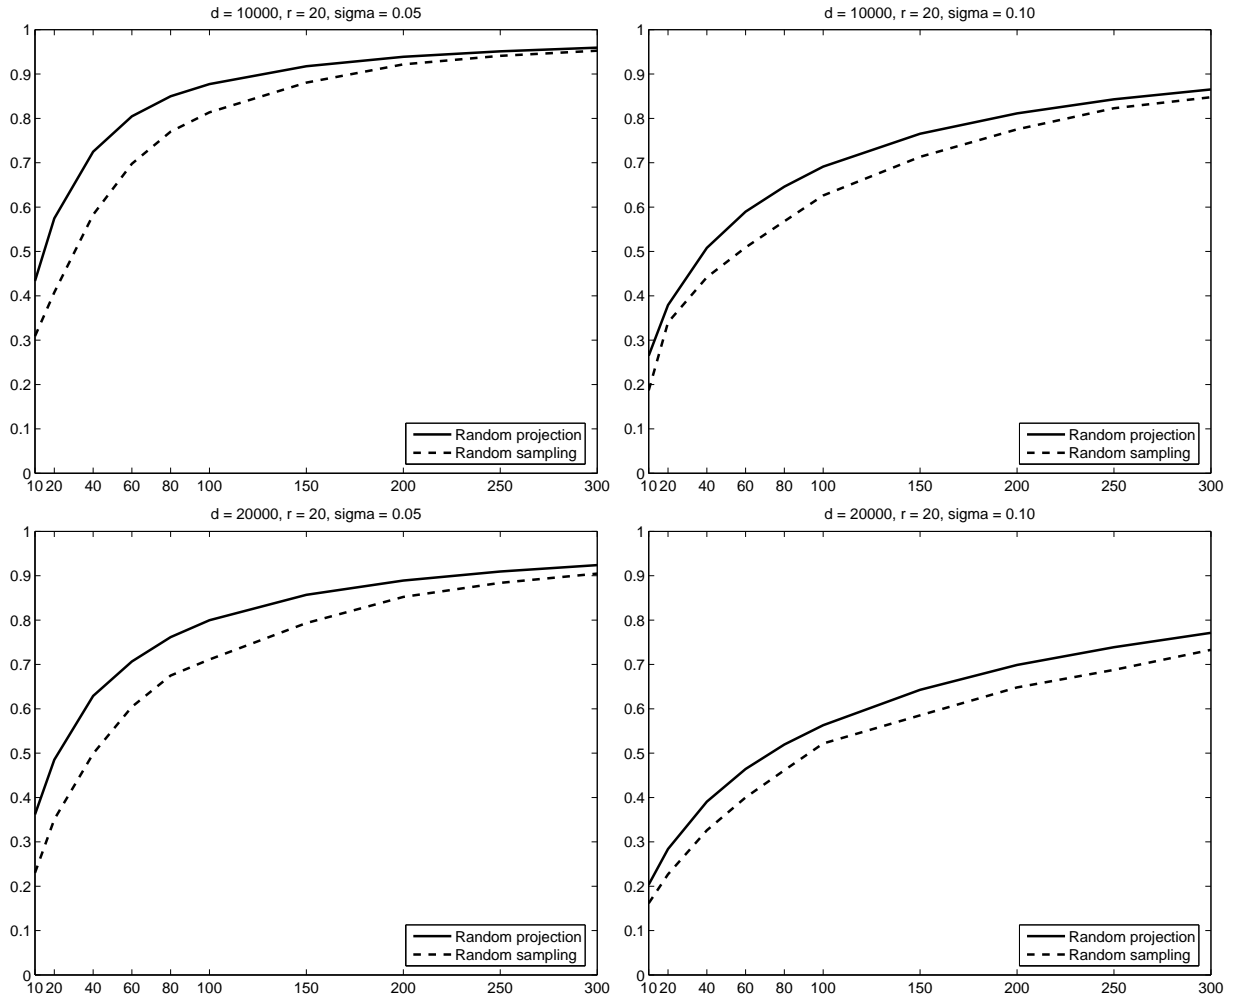 d = 10000, r = 20, sigma = 0.05
1
0.9
0.8
0.7
0.6
0.5
0.4
0.3
0.2
0.1
0
Random projection
Random sampling
10 20 40 60 80 100 150 200 250 300
d = 10000, r = 20, sigma = 0.10
1
0.9
0.8
0.7
0.6
0.5
0.4
0.3
0.2
0.1
0
Random projection
Random sampling
10 20 40 60 80 100 150 200 250 300
d = 20000, r = 20, sigma = 0.05
1
0.9
0.8
0.7
0.6
0.5
0.4
0.3
0.2
0.1
0
Random projection
Random sampling
10 20 40 60 80 100 150 200 250 300
d = 20000, r = 20, sigma = 0.10
1
0.9
0.8
0.7
0.6
0.5
0.4
0.3
0.2
0.1
0
Random projection
Random sampling
10 20 40 60 80 100 150 200 250 300